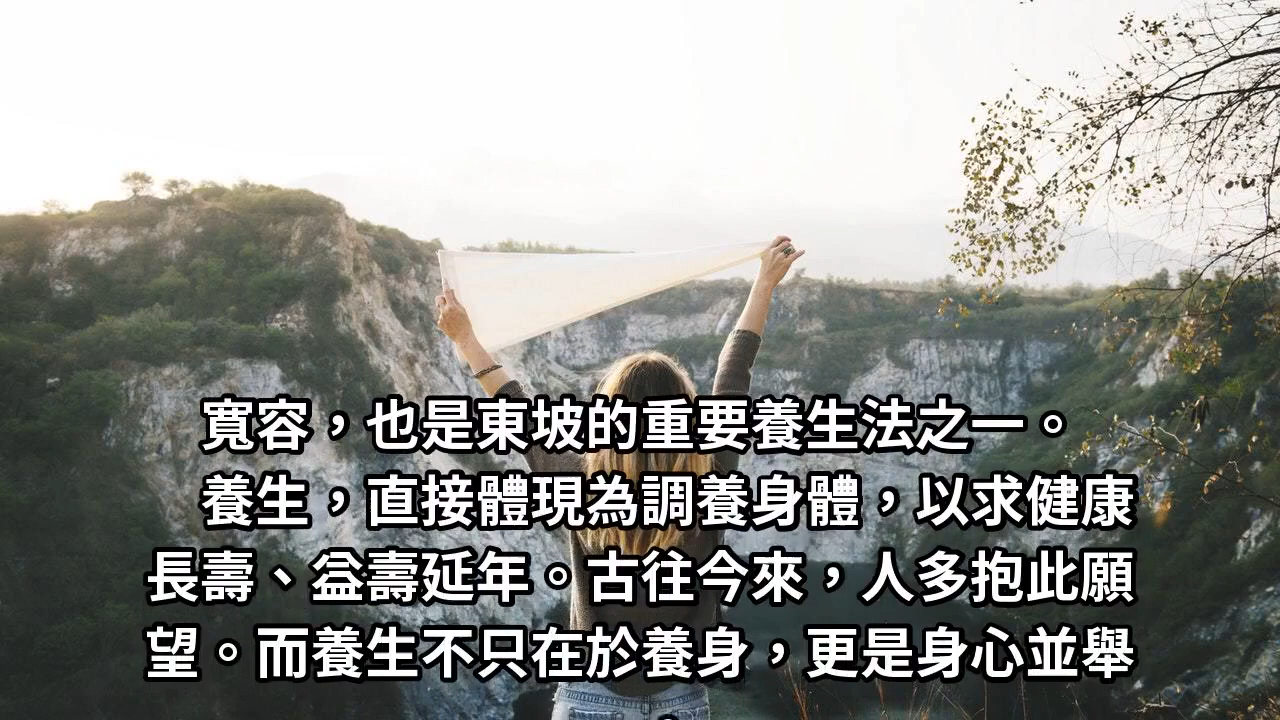 寬容，也是東坡的重要養生法之一。
養生，直接體現為調養身體，以求健康
長壽、益壽延年。古往今來，人多抱此願
望。而養生不只在於養身，更是身心並舉
。